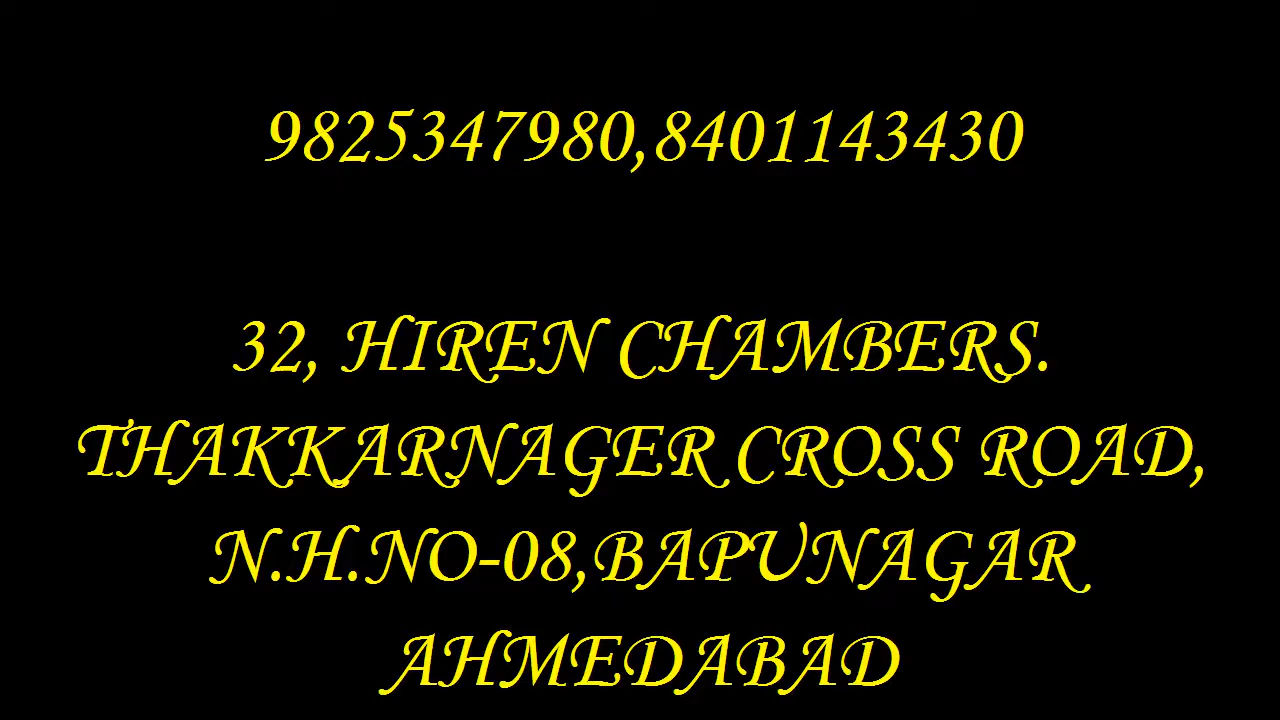 9825347980,8401143430
32, HIREN CHAMBERS.
THAKKARNAGER CROSS ROAD,
N.H.NO-08,BAPUNAGAR
AHMEDABAD